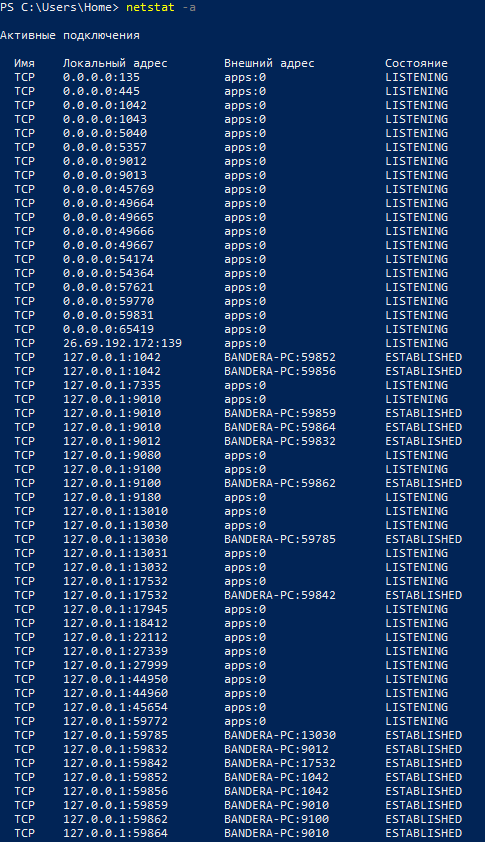 PS C:\Users\Home> netstat -a
Активные подключения
Имя Локальный адрес Внешний адрес Состояние
TCP 0.0.0.0:135 apps:0 LISTENING
TCP 0.0.0.0:445 apps:0 LISTENING
TCP 0.0.0.0:1042 apps:0 LISTENING
TCP 0.0.0.0:1043 apps:0 LISTENING
TCP 0.0.0.0:5040 apps:0 LISTENING
TCP 0.0.0.0:5357 apps:0 LISTENING
TCP 0.0.0.0:9012 apps:0 LISTENING
TCP 0.0.0.0:9013 apps:0 LISTENING
TCP 0.0.0.0:45769 apps:0 LISTENING
TCP 0.0.0.0:49664 apps:0 LISTENING
TCP 0.0.0.0:49665 apps:0 LISTENING
TCP 0.0.0.0:49666 apps:0 LISTENING
TCP 0.0.0.0:49667 apps:0 LISTENING
TCP 0.0.0.0:54174 apps:0 LISTENING
TCP 0.0.0.0:54364 apps:0 LISTENING
TCP 0.0.0.0:57621 apps:0 LISTENING
TCP 0.0.0.0:59770 apps:0 LISTENING
TCP 0.0.0.0:59831 apps:0 LISTENING
TCP 0.0.0.0:65419 apps:0 LISTENING
TCP 26.69.192.172:139 apps:0 LISTENING
TCP 127.0.0.1:1042 BANDERA-PC:59852 ESTABLISHED
TCP 127.0.0.1:1042 BANDERA-PC:59856 ESTABLISHED
TCP 127.0.0.1:7335 apps:0 LISTENING
TCP 127.0.0.1:9010 apps:0 LISTENING
TCP 127.0.0.1:9010 BANDERA-PC:59859 ESTABLISHED
TCP 127.0.0.1:9010 BANDERA-PC:59864 ESTABLISHED
TCP 127.0.0.1:9012 BANDERA-PC:59832 ESTABLISHED
TCP 127.0.0.1:9080 apps:0 LISTENING
TCP 127.0.0.1:9100 apps:0 LISTENING
TCP 127.0.0.1:9100 BANDERA-PC:59862 ESTABLISHED
TCP 127.0.0.1:9180 apps:0 LISTENING
TCP 127.0.0.1:13010 apps:0 LISTENING
TCP 127.0.0.1:13030 apps:0 LISTENING
TCP 127.0.0.1:13030 BANDERA-PC:59785 ESTABLISHED
TCP 127.0.0.1:13031 apps:0 LISTENING
TCP 127.0.0.1:13032 apps:0 LISTENING
TCP 127.0.0.1:17532 apps:0 LISTENING
TCP 127.0.0.1:17532 BANDERA-PC:59842 ESTABLISHED
TCP 127.0.0.1:17945 apps:0 LISTENING
TCP 127.0.0.1:18412 apps:0 LISTENING
TCP 127.0.0.1:22112 apps:0 LISTENING
TCP 127.0.0.1:27339 apps:0 LISTENING
TCP 127.0.0.1:27999 apps:0 LISTENING
TCP 127.0.0.1:44950 apps:0 LISTENING
TCP 127.0.0.1:44960 apps:0 LISTENING
TCP 127.0.0.1:45654 apps:0 LISTENING
TCP 127.0.0.1:59772 apps:0 LISTENING
TCP 127.0.0.1:59785 BANDERA-PC:13030 ESTABLISHED
TCP 127.0.0.1:59832 BANDERA-PC:9012 ESTABLISHED
TCP 127.0.0.1:59842 BANDERA-PC:17532 ESTABLISHED
TCP 127.0.0.1:59852 BANDERA-PC:1042 ESTABLISHED
TCP 127.0.0.1:59856 BANDERA-PC:1042 ESTABLISHED
TCP 127.0.0.1:59859 BANDERA-PC:9010 ESTABLISHED
TCP 127.0.0.1:59862 BANDERA-PC:9100 ESTABLISHED
TCP 127.0.0.1:59864 BANDERA-PC:9010 ESTABLISHED